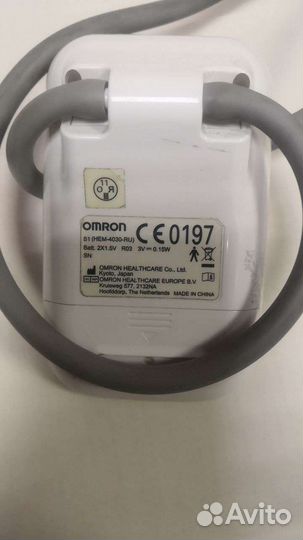 11
O R
OMRON
CE 0197
S1 (HEM-4030-RU)
Batt. 2X1.5V R03 3V⎓ 0.15W
SN:
OMRON HEALTHCARE Co., Ltd.
Kyoto, Japan
OMRON HEALTHCARE EUROPE B.V.
Kruisweg 577, 2132NA
Hoofddorp, The Netherlands MADE IN CHINA
Avito